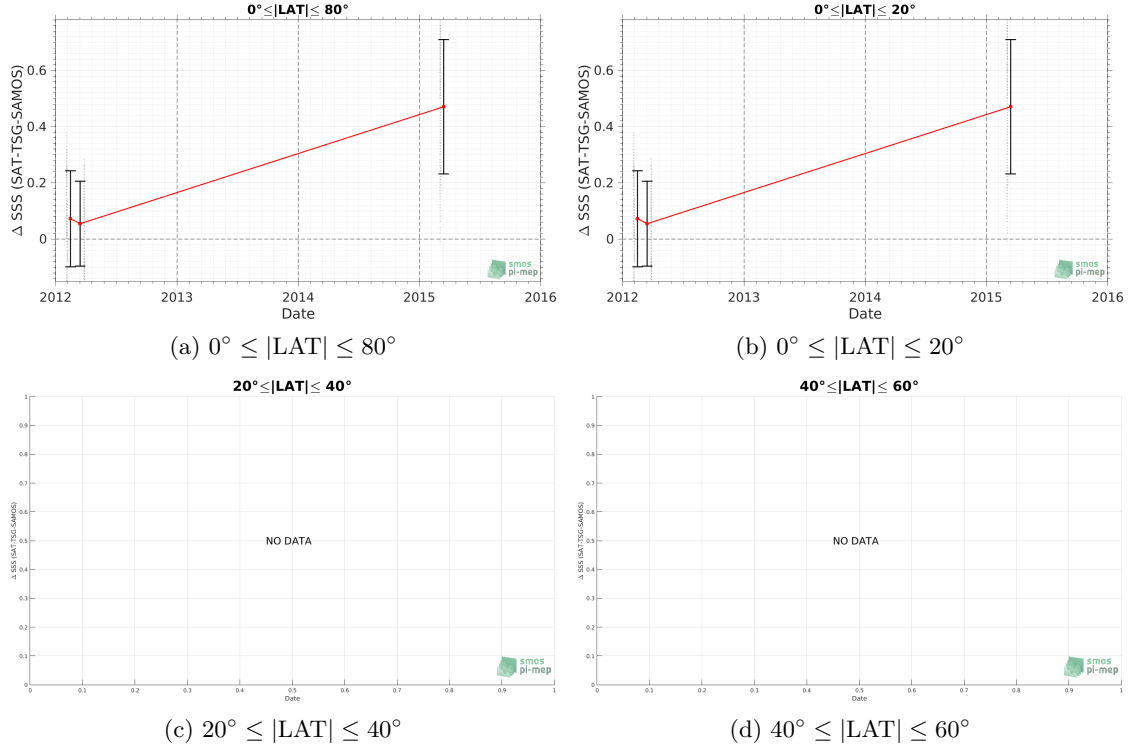 0°≤|LAT|≤ 80°
Δ SSS (SAT-TSG-SAMOS)
0.6
0.4
0.2
0
2012 2013 2014 2015 2016
Date
smos
pi-mep
(a) 0° ≤ |LAT| ≤ 80°
0°≤|LAT|≤ 20°
Δ SSS (SAT-TSG-SAMOS)
0.6
0.4
0.2
0
2012 2013 2014 2015 2016
Date
smos
pi-mep
(b) 0° ≤ |LAT| ≤ 20°
20°≤|LAT|≤ 40°
Δ SSS (SAT-TSG-SAMOS)
1
0.9
0.8
0.7
0.6
0.5
0.4
0.3
0.2
0.1
0
NO DATA
0 0.1 0.2 0.3 0.4 0.5 0.6 0.7 0.8 0.9 1
Date
smos
pi-mep
(c) 20° ≤ |LAT| ≤ 40°
40°≤|LAT|≤ 60°
Δ SSS (SAT-TSG-SAMOS)
1
0.9
0.8
0.7
0.6
0.5
0.4
0.3
0.2
0.1
0
NO DATA
0 0.1 0.2 0.3 0.4 0.5 0.6 0.7 0.8 0.9 1
Date
smos
pi-mep
(d) 40° ≤ |LAT| ≤ 60°